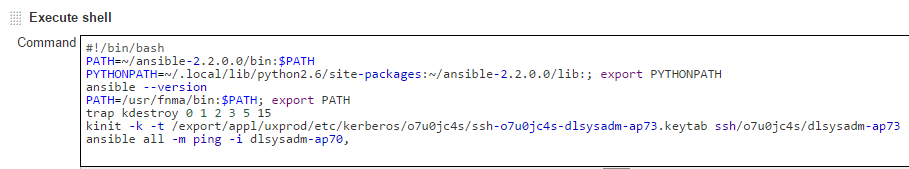 Execute shell
Command
#!/bin/bash
PATH=~/ansible-2.2.0.0/bin:$PATH
PYTHONPATH=~/.local/lib/python2.6/site-packages:~/ansible-2.2.0.0/lib:; export PYTHONPATH
ansible --version
PATH=/usr/fnma/bin:$PATH; export PATH
trap kdestroy 0 1 2 3 5 15
kinit -k -t /export/appl/uxprod/etc/kerberos/o7u0jc4s/ssh-o7u0jc4s-dlsysadm-ap73.keytab ssh/o7u0jc4s/dlsysadm-ap73
ansible all -m ping -i dlsysadm-ap70,